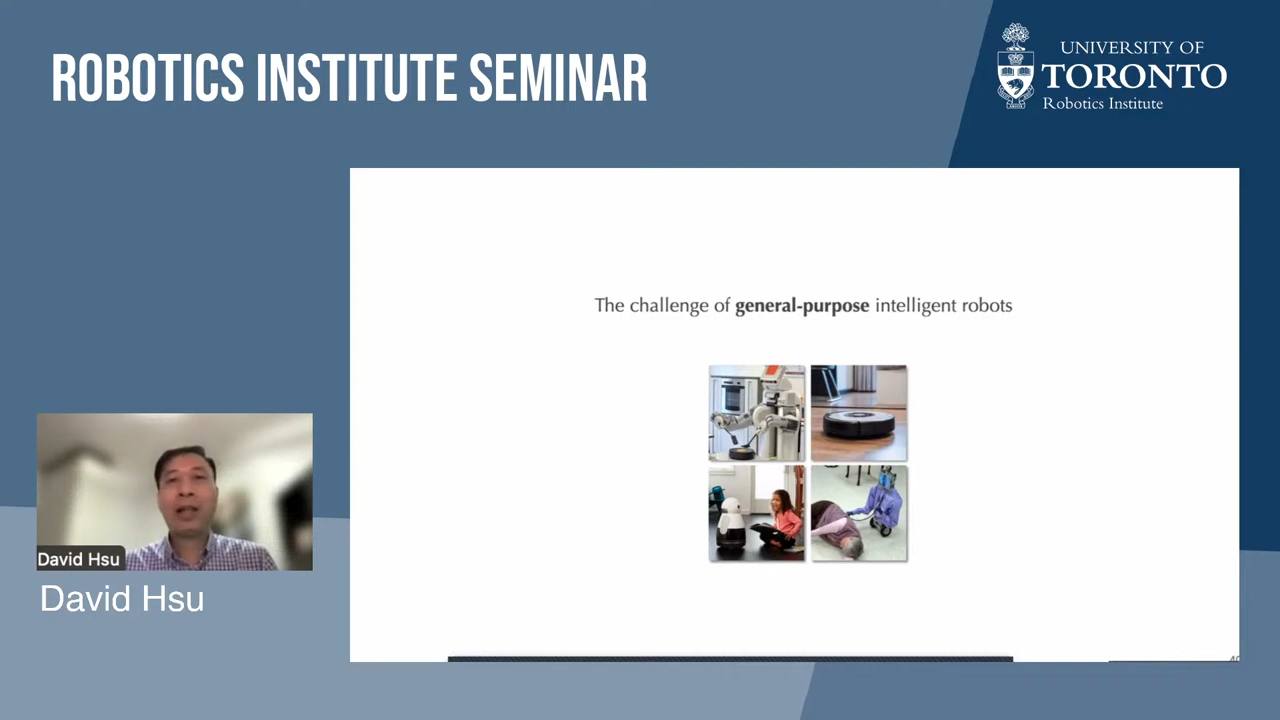 ROBOTICS INSTITUTE SEMINAR
UNIVERSITY OF
TORONTO
Robotics Institute
The challenge of general-purpose intelligent robots
David Hsu
David Hsu